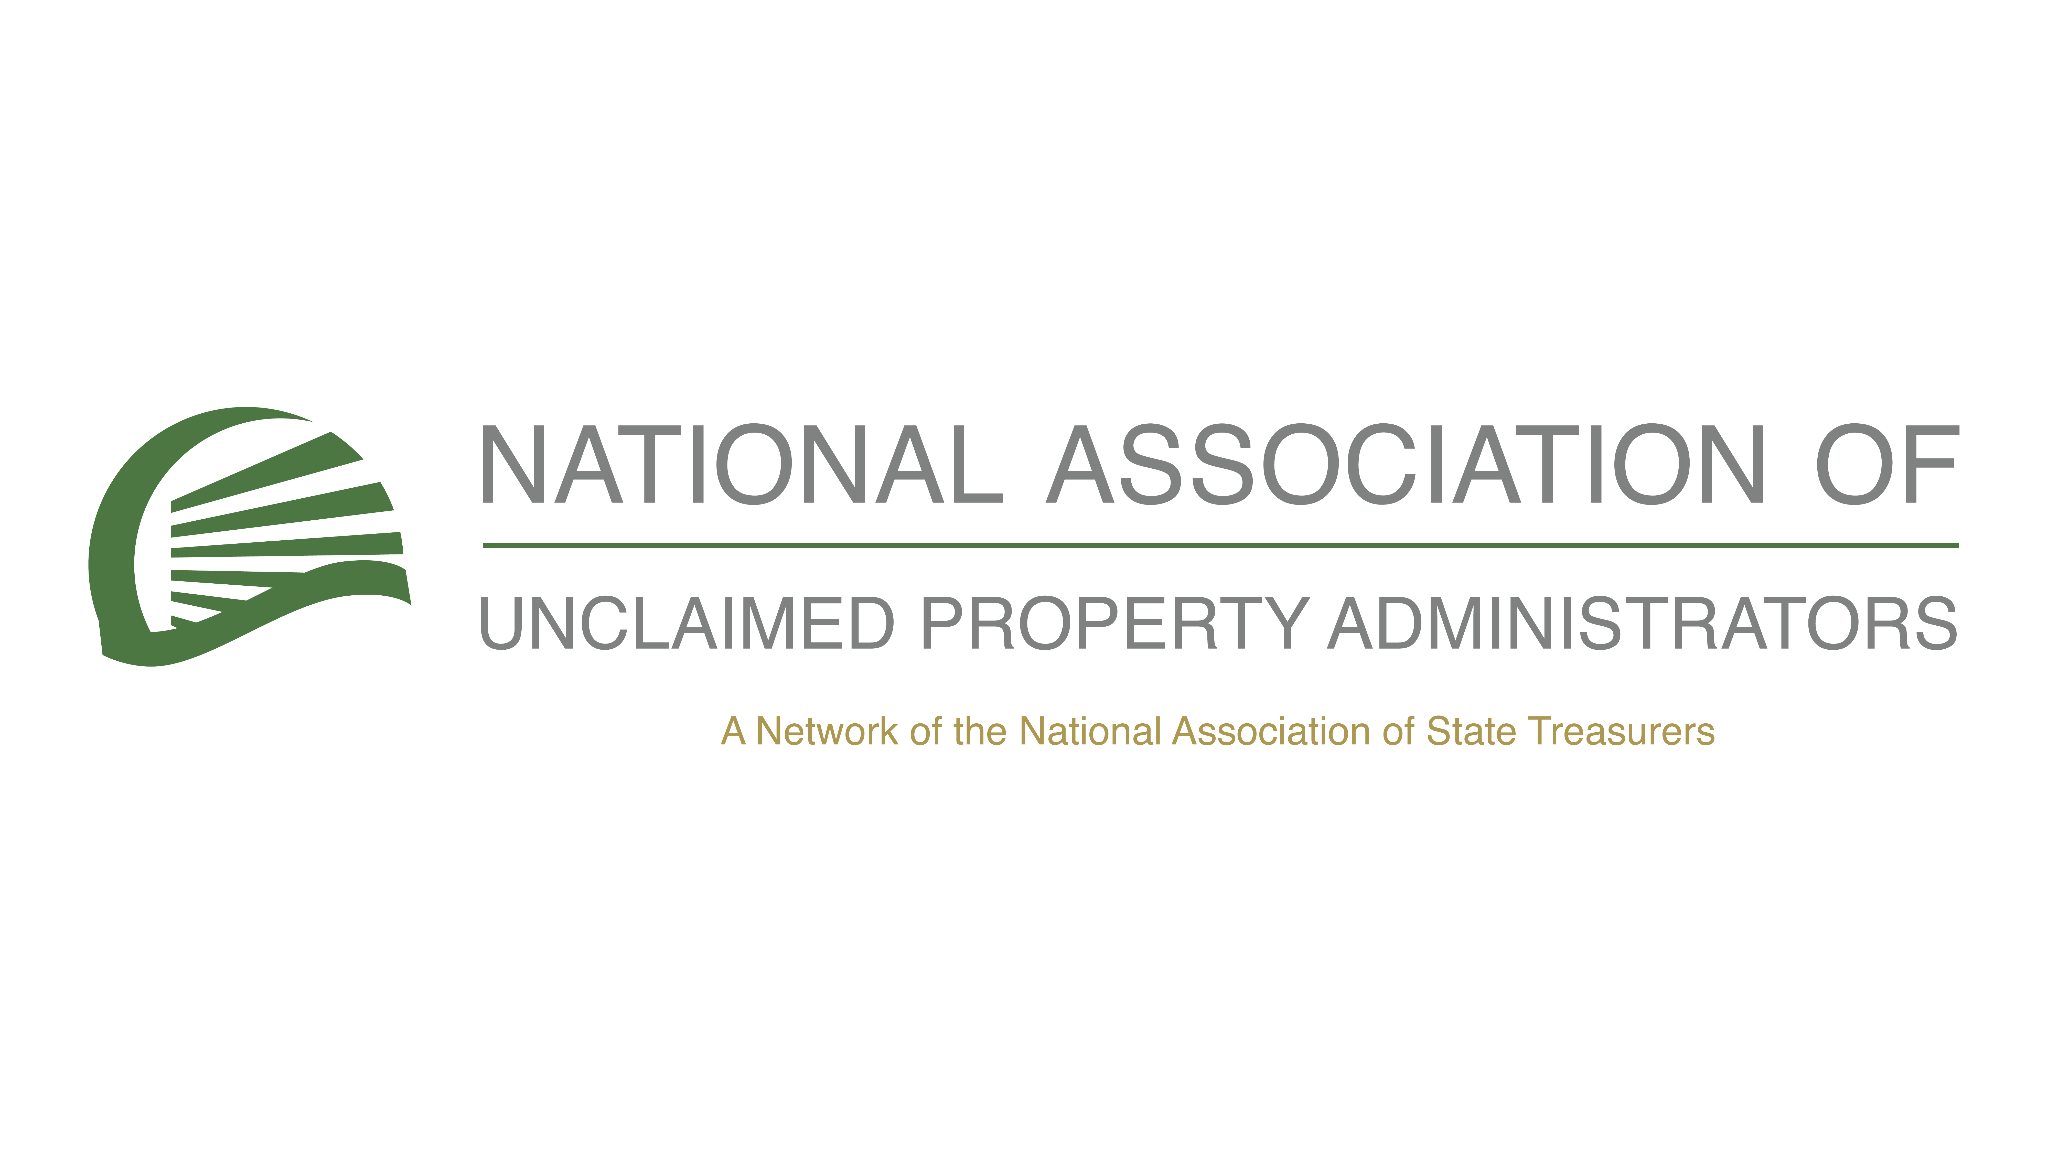 NATIONAL ASSOCIATION OF
UNCLAIMED PROPERTY ADMINISTRATORS
A Network of the National Association of State Treasurers